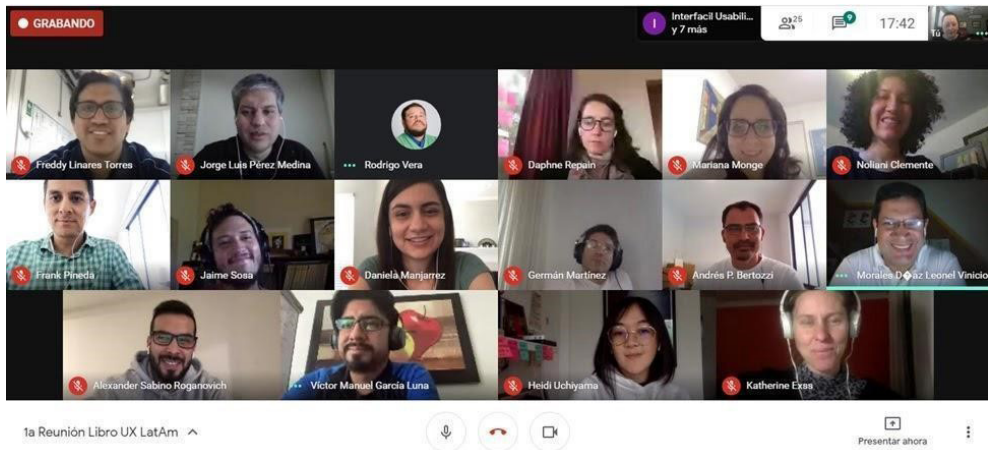 GRABANDO
I
Interfacil Usabili...
y 7 más
25
9
17:42
Tú
Freddy Linares Torres
Jorge Luis Pérez Medina
Rodrigo Vera
Daphne Repain
Mariana Monge
Noliani Clemente
Frank Pineda
Jaime Sosa
Daniela Manjarrez
Germán Martínez
Andrés P. Bertozzi
Morales D�az Leonel Vinicio
Alexander Sabino Roganovich
Víctor Manuel García Luna
Heidi Uchiyama
Katherine Exss
1a Reunión Libro UX LatAm
Presentar ahora